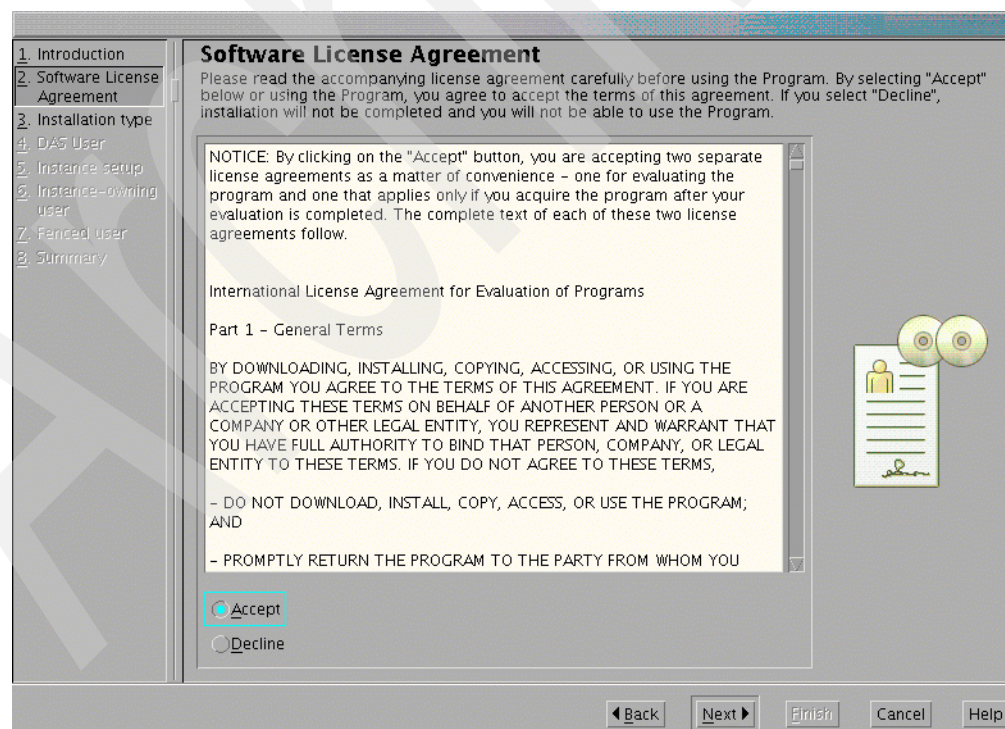 1. Introduction
2. Software License
Agreement
3. Installation type
4. DAS User
5. Instance setup
6. Instance-owning
user
7. Fenced user
8. Summary
Software License Agreement
Please read the accompanying license agreement carefully before using the Program. By selecting "Accept"
below or using the Program, you agree to accept the terms of this agreement. If you select "Decline",
installation will not be completed and you will not be able to use the Program.
NOTICE: By clicking on the "Accept" button, you are accepting two separate
license agreements as a matter of convenience - one for evaluating the
program and one that applies only if you acquire the program after your
evaluation is completed. The complete text of each of these two license
agreements follow.
International License Agreement for Evaluation of Programs
Part 1 - General Terms
BY DOWNLOADING, INSTALLING, COPYING, ACCESSING, OR USING THE
PROGRAM YOU AGREE TO THE TERMS OF THIS AGREEMENT. IF YOU ARE
ACCEPTING THESE TERMS ON BEHALF OF ANOTHER PERSON OR A
COMPANY OR OTHER LEGAL ENTITY, YOU REPRESENT AND WARRANT THAT
YOU HAVE FULL AUTHORITY TO BIND THAT PERSON, COMPANY, OR LEGAL
ENTITY TO THESE TERMS. IF YOU DO NOT AGREE TO THESE TERMS,
- DO NOT DOWNLOAD, INSTALL, COPY, ACCESS, OR USE THE PROGRAM;
AND
- PROMPTLY RETURN THE PROGRAM TO THE PARTY FROM WHOM YOU
Accept
Decline
Back Next Finish Cancel Help